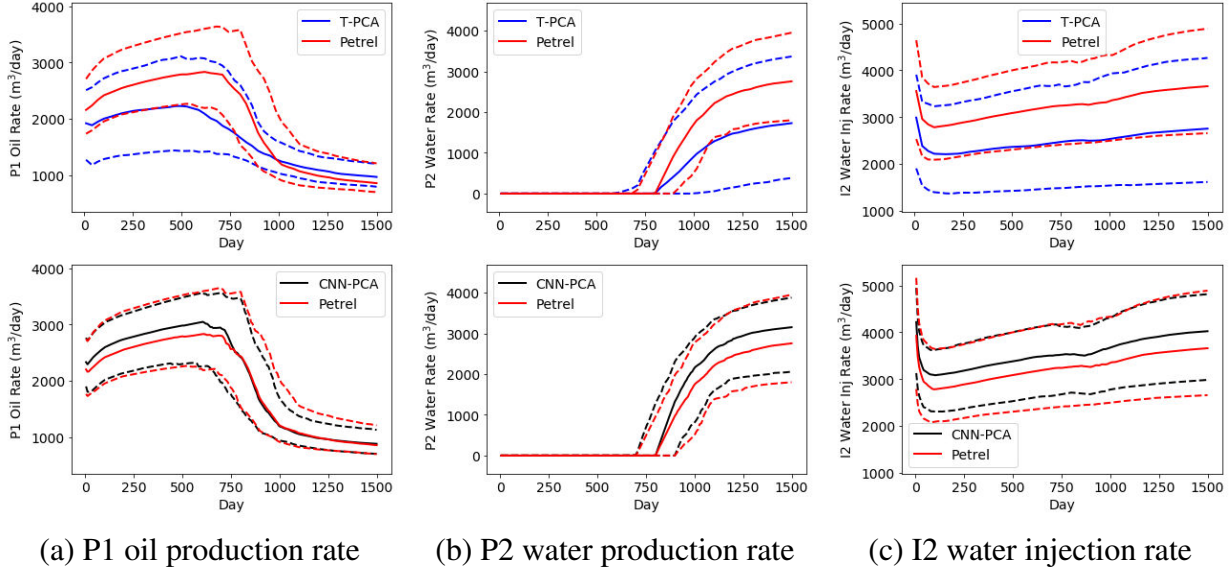 4000
3000
2000
1000
P1 Oil Rate (m³/day)
0 250 500 750 1000 1250 1500
Day
T-PCA
Petrel
4000
3000
2000
1000
0
P2 Water Rate (m³/day)
0 250 500 750 1000 1250 1500
Day
T-PCA
Petrel
5000
4000
3000
2000
1000
I2 Water Inj Rate (m³/day)
0 250 500 750 1000 1250 1500
Day
T-PCA
Petrel
4000
3000
2000
1000
P1 Oil Rate (m³/day)
0 250 500 750 1000 1250 1500
Day
CNN-PCA
Petrel
4000
3000
2000
1000
0
P2 Water Rate (m³/day)
0 250 500 750 1000 1250 1500
Day
CNN-PCA
Petrel
5000
4000
3000
2000
1000
I2 Water Inj Rate (m³/day)
0 250 500 750 1000 1250 1500
Day
CNN-PCA
Petrel
(a) P1 oil production rate
(b) P2 water production rate
(c) I2 water injection rate